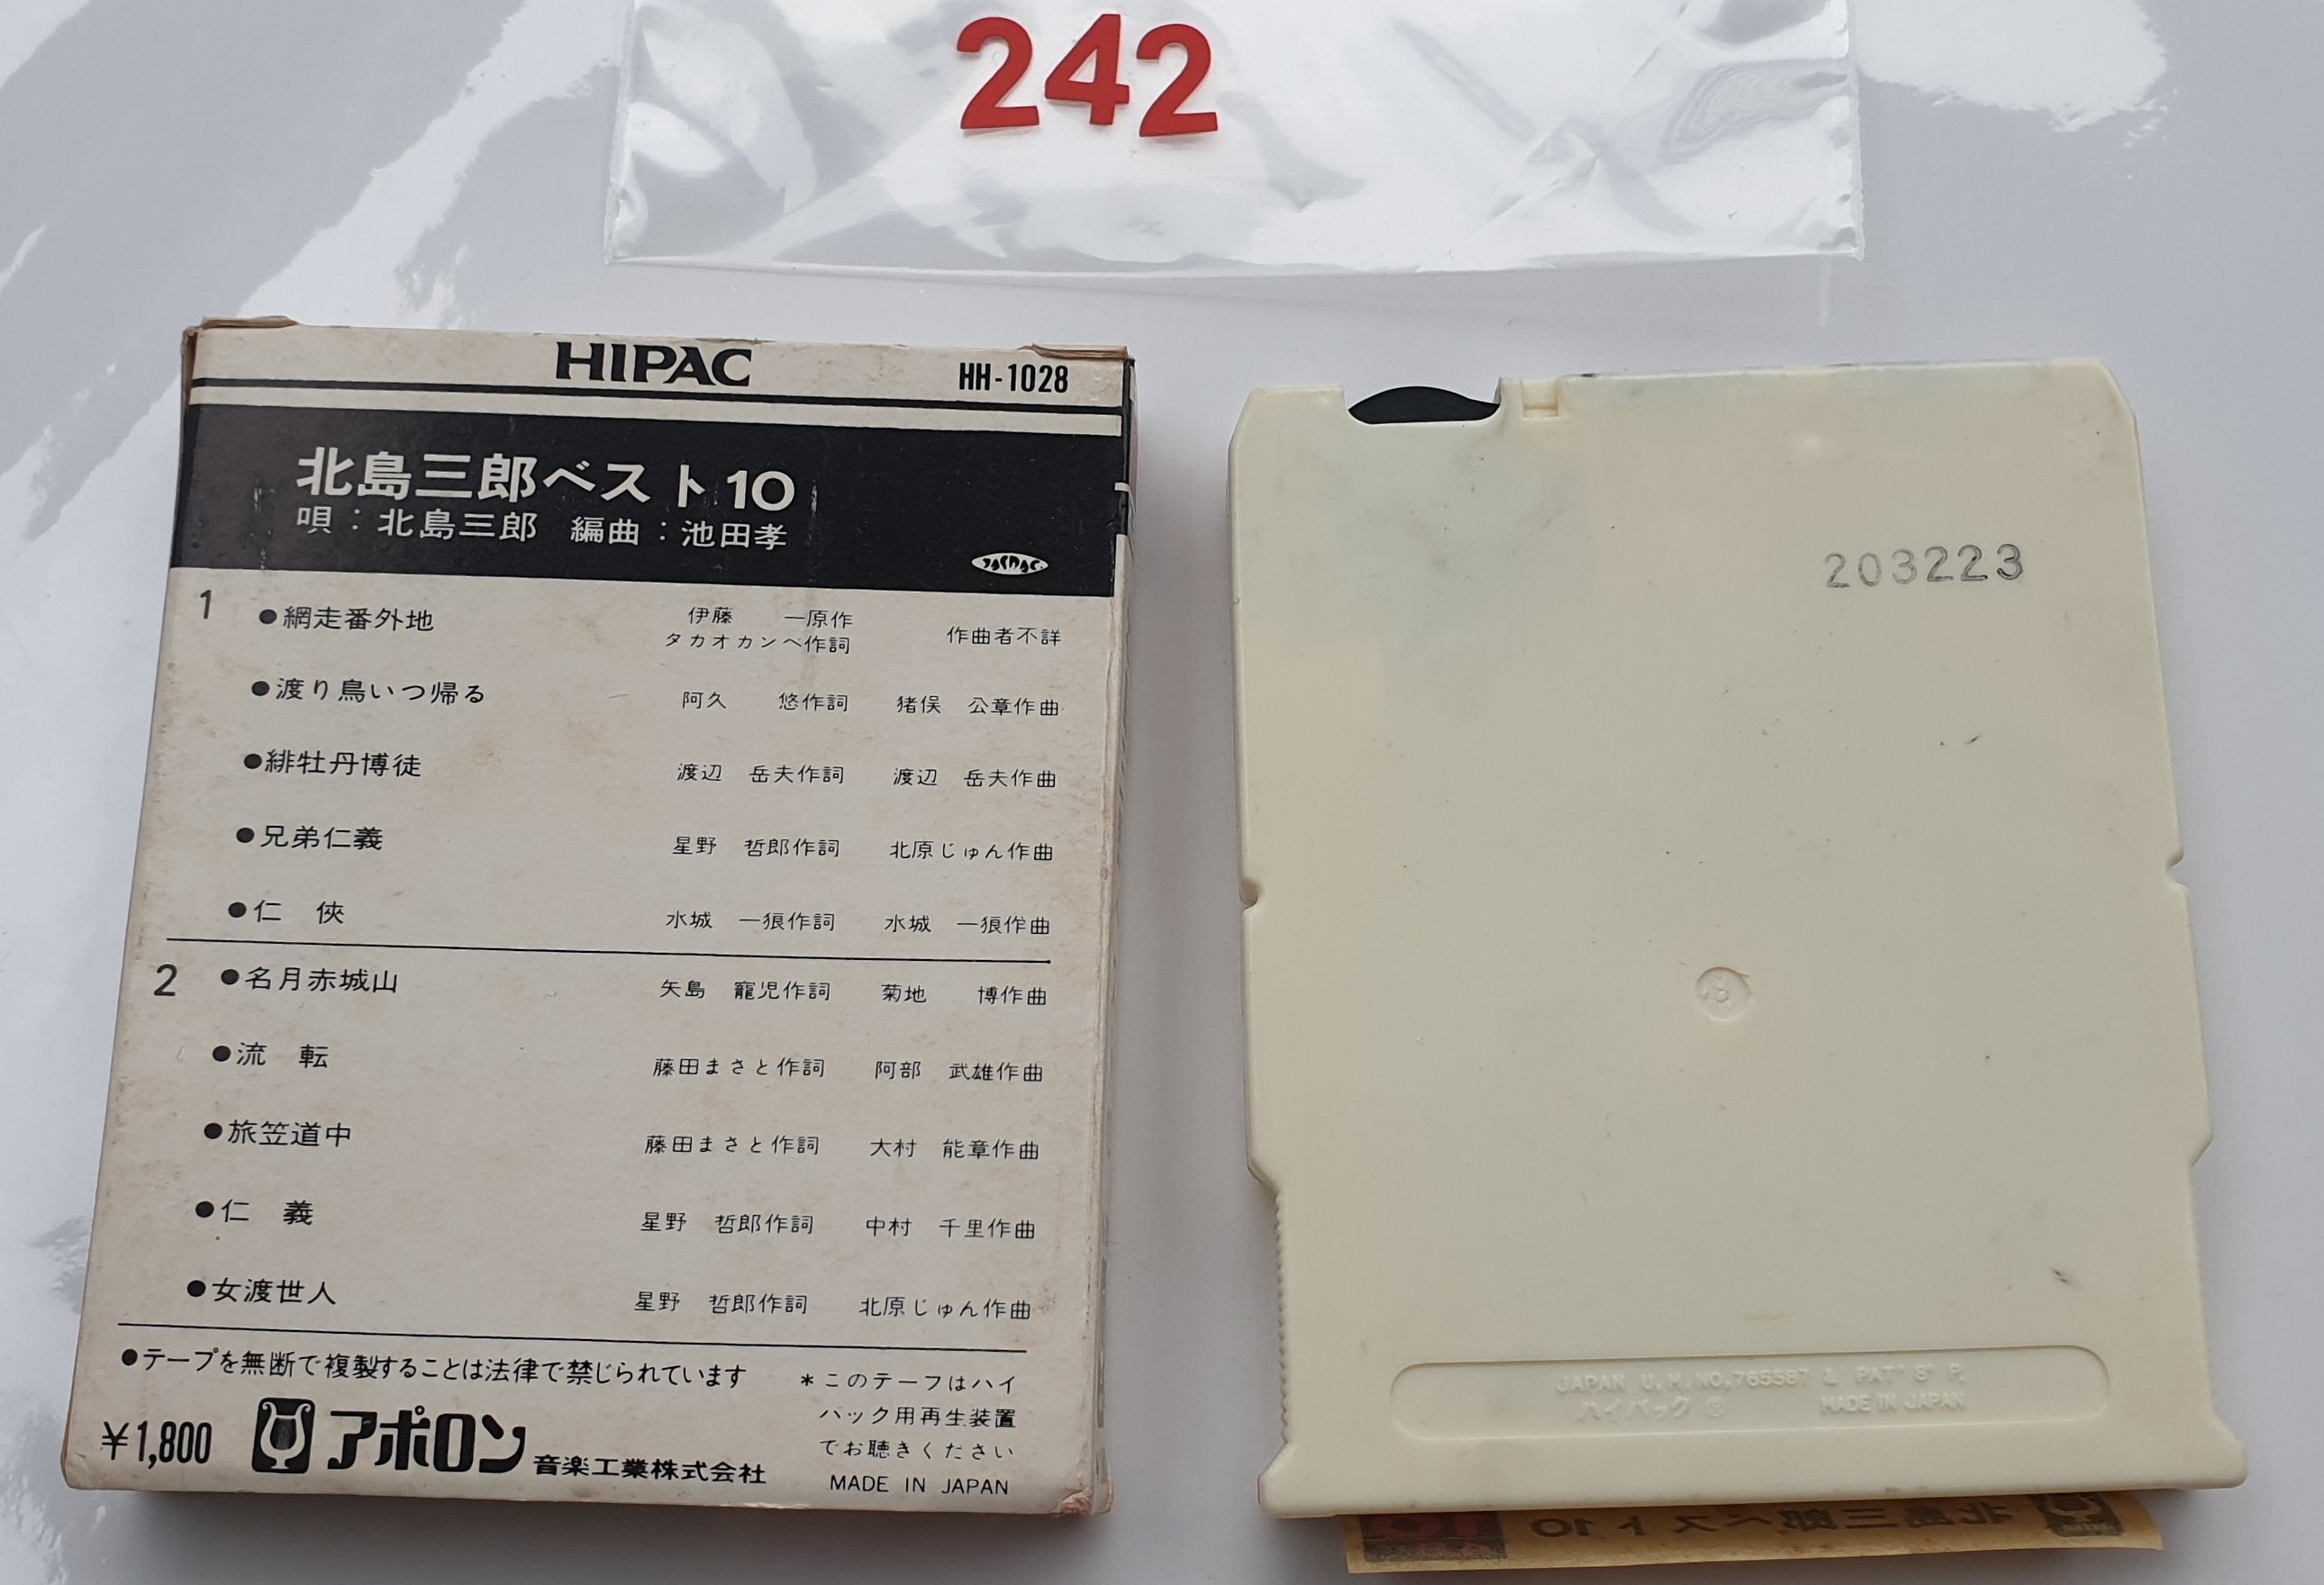 242
HIPAC
HH-1028
北島三郎ベスト10
唄：北島三郎 編曲：池田孝
JASRAC
1
●網走番外地 伊藤 一原作
タカオカンベ作詞 作曲者不詳
●渡り鳥いつ帰る 阿久 悠作詞 猪俣 公章作曲
●緋牡丹博徒 渡辺 岳夫作詞 渡辺 岳夫作曲
●兄弟仁義 星野 哲郎作詞 北原じゅん作曲
●仁 俠 水城 一狼作詞 水城 一狼作曲
2
●名月赤城山 矢島 寵児作詞 菊地 博作曲
●流 転 藤田まさと作詞 阿部 武雄作曲
●旅笠道中 藤田まさと作詞 大村 能章作曲
●仁 義 星野 哲郎作詞 中村 千里作曲
●女渡世人 星野 哲郎作詞 北原じゅん作曲
●テープを無断で複製することは法律で禁じられています
＊このテープはハイ
パック用再生装置
でお聴きください
MADE IN JAPAN
¥1,800
アポロン音楽工業株式会社
203223
8
JAPAN U.M.NO.765587 & PAT'S' P.
ハイパック ⑧ MADE IN JAPAN
北島三郎ベスト10